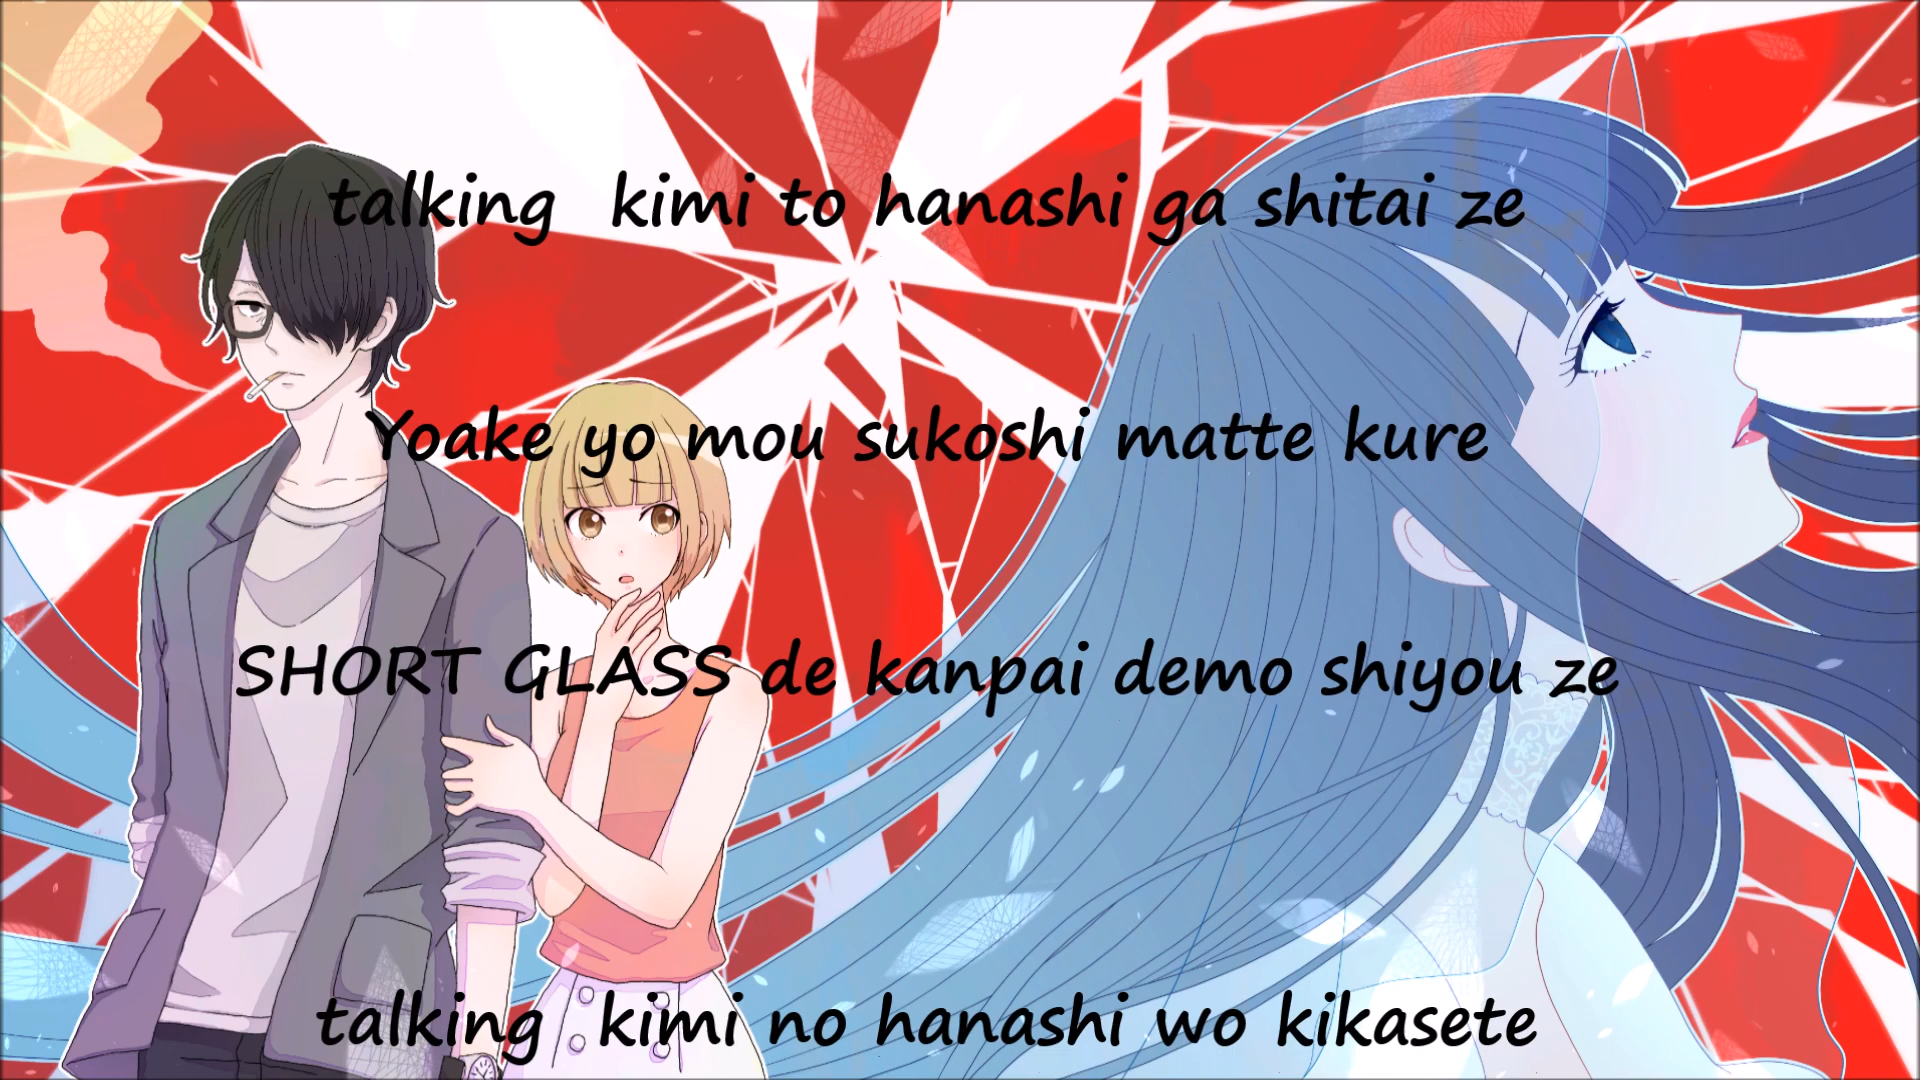 talking  kimi to hanashi ga shitai ze
Yoake yo mou sukoshi matte kure
SHORT GLASS de kanpai demo shiyou ze
talking  kimi no hanashi wo kikasete